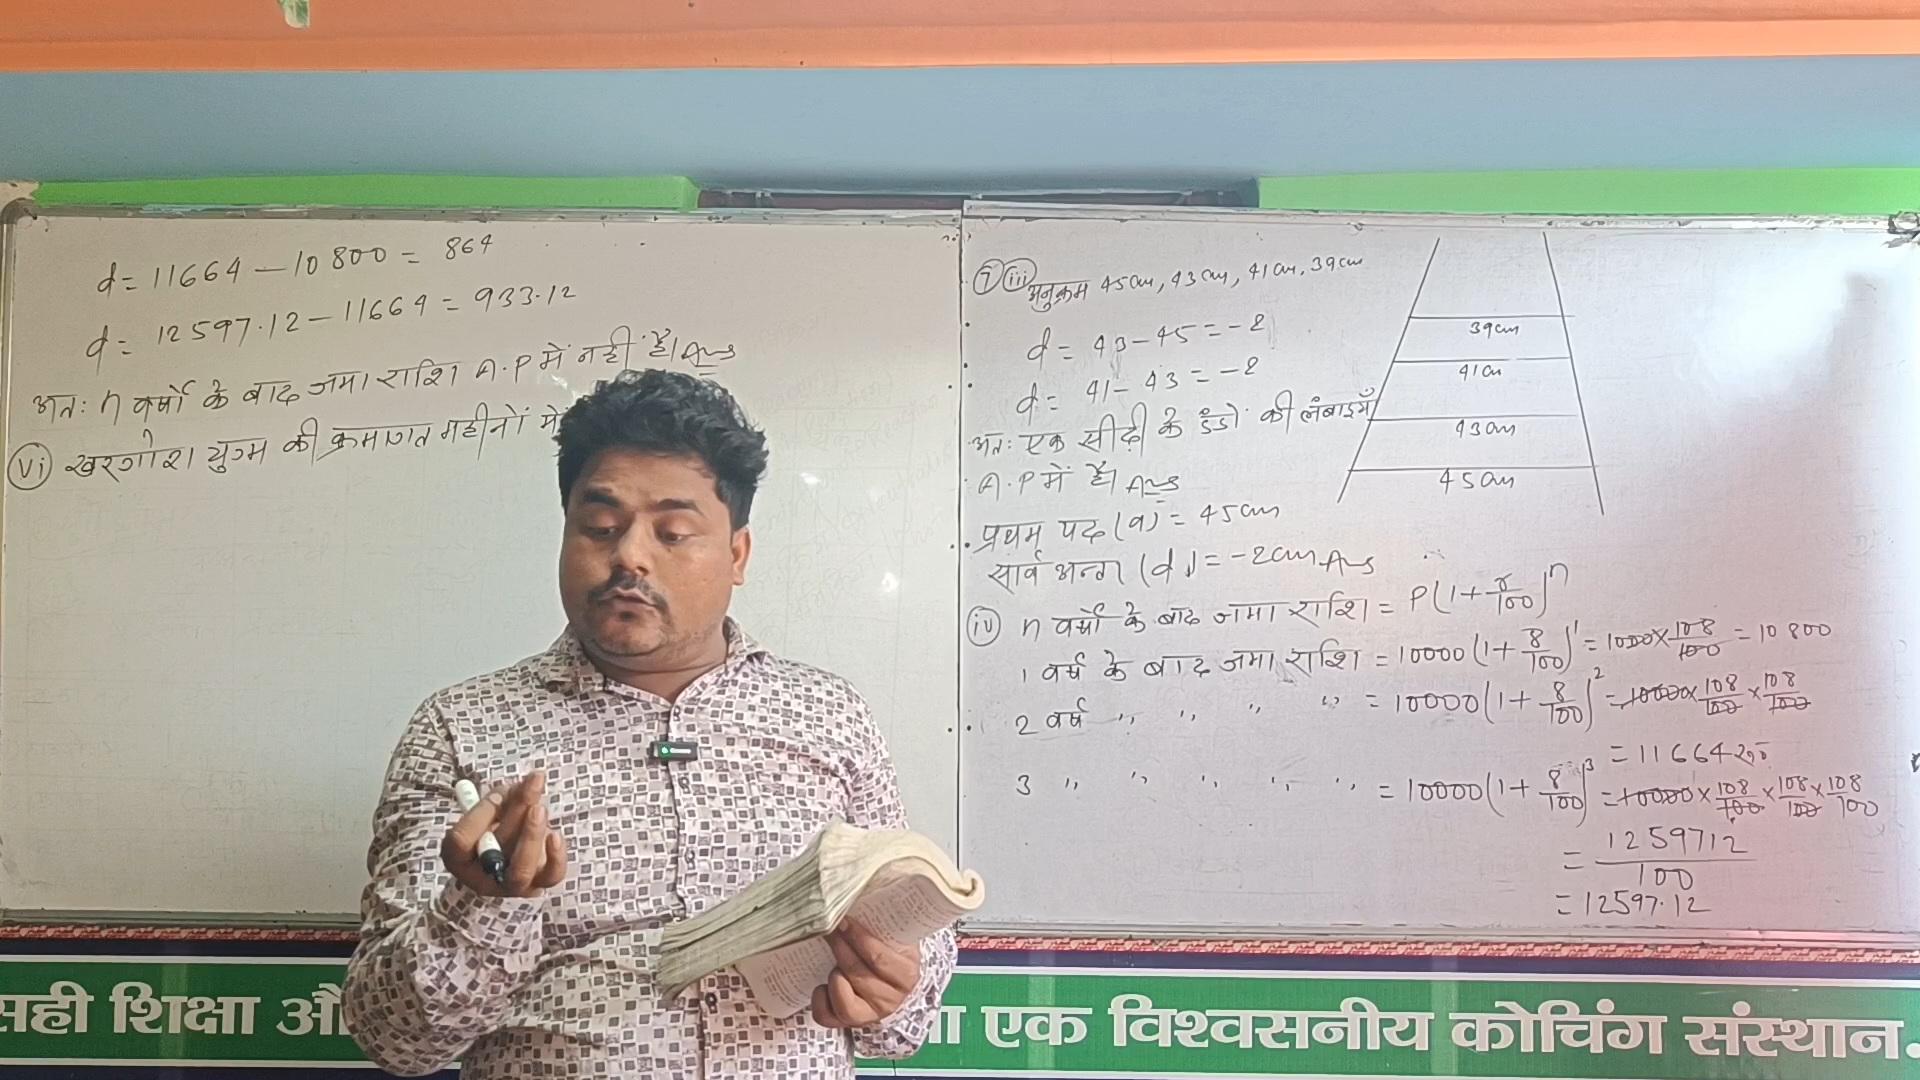 d = 11664 - 10800 = 864
d = 12597.12 - 11664 = 933.12
अतः n वर्षो के बाद जमा राशि A.P में नही है। Ans
(vi) खरगोश युग्म की क्रमागत महीनों में
7 (iii) अनुक्रम 45cm, 43cm, 41cm, 39cm
d = 43-45 = -2
d = 41-43 = -2
अतः एक सीढ़ी के डंडो की लंबाइयाँ
A.P में है। Ans
प्रथम पद (a) = 45cm
सार्व अन्तर (d) = -2cm Ans
39cm
41cm
43cm
45cm
(iv) n वर्षो के बाद जमा राशि = P(1+r/100)^n
1 वर्ष के बाद जमा राशि = 10000(1+8/100)^1 = 10000×108/100 = 10800
2 वर्ष " " " " = 10000(1+8/100)^2 = 10000×108/100×108/100
= 11664
3 " " " " " = 10000(1+8/100)^3 = 10000×108/100×108/100×108/100
= 1259712/100
= 12597.12
सही शिक्षा औ
एक विश्वसनीय कोचिंग संस्थान.